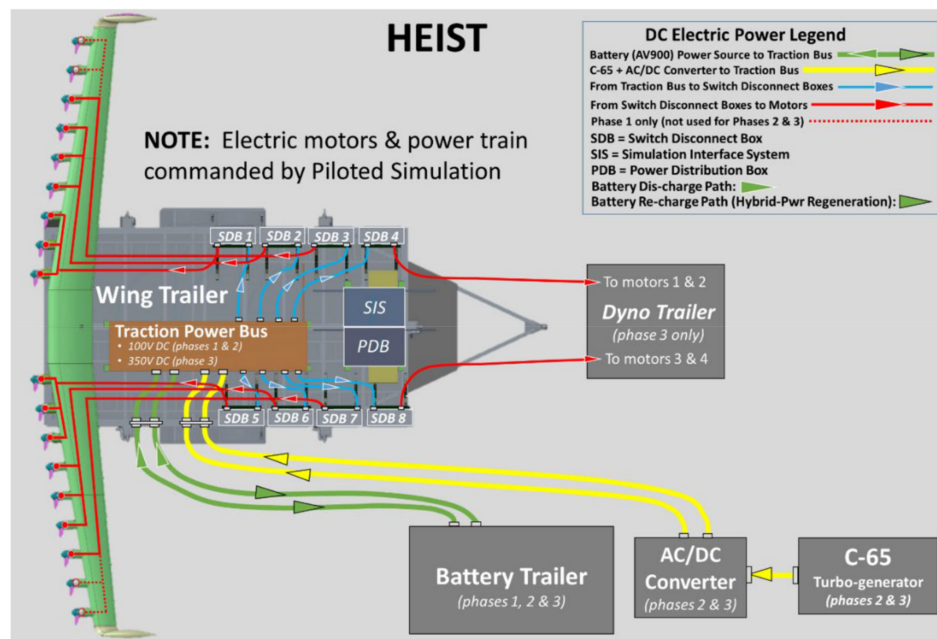 HEIST
DC Electric Power Legend
Battery (AV900) Power Source to Traction Bus
C-65 + AC/DC Converter to Traction Bus
From Traction Bus to Switch Disconnect Boxes
From Switch Disconnect Boxes to Motors
Phase 1 only (not used for Phases 2 & 3)
SDB = Switch Disconnect Box
SIS = Simulation Interface System
PDB = Power Distribution Box
Battery Dis-charge Path:
Battery Re-charge Path (Hybrid-Pwr Regeneration):
NOTE: Electric motors & power train
commanded by Piloted Simulation
SDB 1
SDB 2
SDB 3
SDB 4
Wing Trailer
SIS
PDB
Traction Power Bus
• 100V DC (phases 1 & 2)
• 350V DC (phase 3)
To motors 1 & 2
Dyno Trailer
(phase 3 only)
To motors 3 & 4
SDB 5
SDB 6
SDB 7
SDB 8
Battery Trailer
(phases 1, 2 & 3)
AC/DC
Converter
(phases 2 & 3)
C-65
Turbo-generator
(phases 2 & 3)